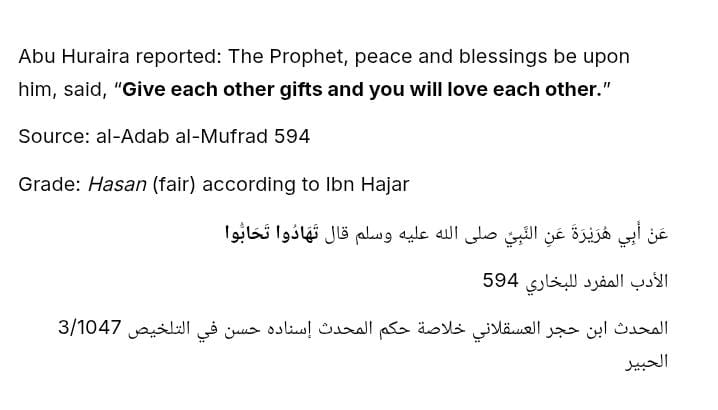 Abu Huraira reported: The Prophet, peace and blessings be upon
him, said, “Give each other gifts and you will love each other.”
Source: al-Adab al-Mufrad 594
Grade: Hasan (fair) according to Ibn Hajar
عَنْ أَبِي هُرَيْرَةَ عَنِ النَّبِيِّ صلى الله عليه وسلم قال تَهَادُوا تَحَابُّوا
594 الأدب المفرد للبخاري
3/1047 المحدث ابن حجر العسقلاني خلاصة حكم المحدث إسناده حسن في التلخيص
الحبير